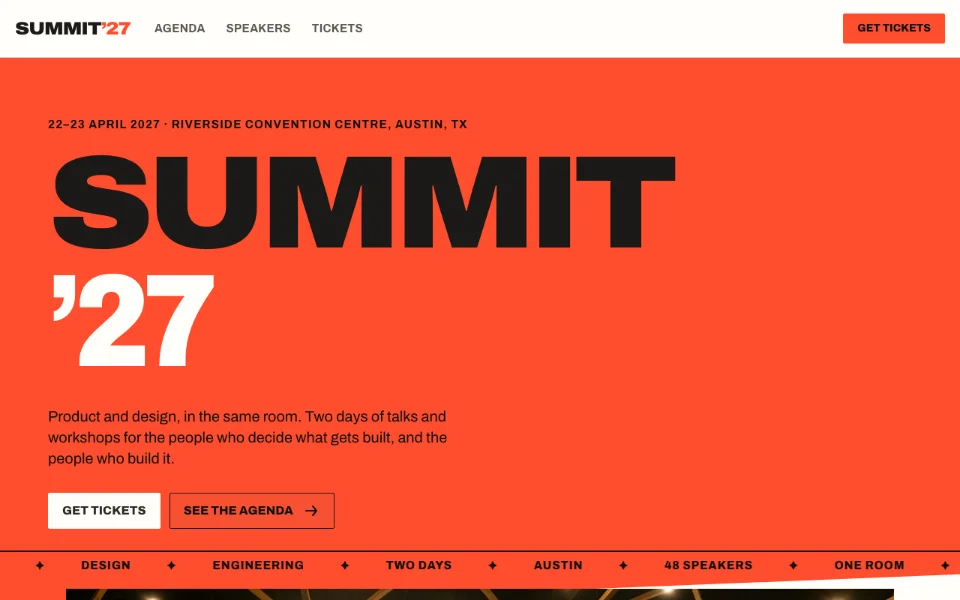 SUMMIT’27 AGENDA SPEAKERS TICKETS GET TICKETS
22–23 APRIL 2027 · RIVERSIDE CONVENTION CENTRE, AUSTIN, TX
SUMMIT
’27
Product and design, in the same room. Two days of talks and
workshops for the people who decide what gets built, and the
people who build it.
GET TICKETS SEE THE AGENDA →
✦ DESIGN ✦ ENGINEERING ✦ TWO DAYS ✦ AUSTIN ✦ 48 SPEAKERS ✦ ONE ROOM ✦